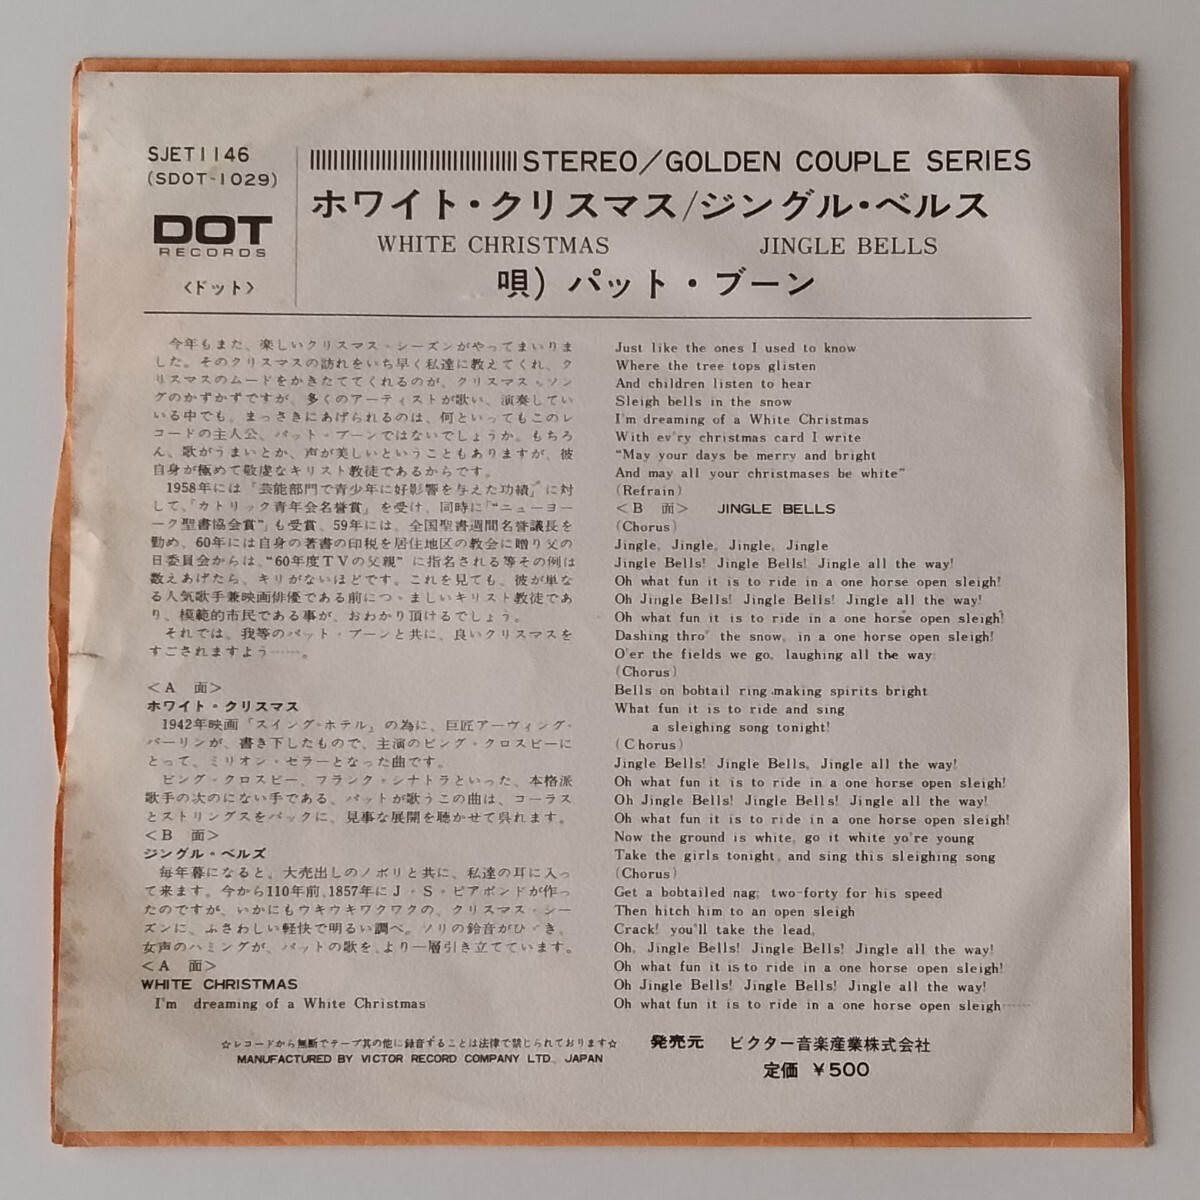 SJET1146
(SDOT-1029)
DOT
RECORDS
〈ドット〉
STEREO/GOLDEN COUPLE SERIES
ホワイト・クリスマス/ジングル・ベルス
WHITE CHRISTMAS JINGLE BELLS
唄) パット・ブーン
今年もまた、楽しいクリスマス・シーズンがやってまいりま
した。そのクリスマスの訪れをいち早く私達に教えてくれ、ク
リスマスのムードをかきたててくれるのが、クリスマス・ソン
グのかずかずですが、多くのアーティストが歌い、演奏してい
いる中でも、まっさきにあげられるのは、何といってもこのレ
コードの主人公、パット・ブーンではないでしょうか。もちろ
ん、歌がうまいとか、声が美しいということもありますが、彼
自身が極めて敬虔なキリスト教徒であるからです。
1958年には『芸能部門で青少年に好影響を与えた功績』に対
して、「カトリック青年会名誉賞」を受け、同時に「"ニューヨー
ーク聖書協会賞"」も受賞、59年には、全国聖書週間名誉議長を
勤め、60年には自身の著書の印税を居住地区の教会に贈り父の
日委員会からは、"60年度TVの父親"に指名される等その例は
数えあげたら、キリがないほどです。これを見ても、彼が単な
る人気歌手兼映画俳優である前につゝましいキリスト教徒であ
り、模範的市民である事が、おわかり頂けるでしょう。
それでは、我等のパット・ブーンと共に、良いクリスマスを
すごされますよう……。
<A 面>
ホワイト・クリスマス
1942年映画「スイング・ホテル」の為に、巨匠アーヴィング・
バーリンが、書き下したもので、主演のビング・クロスビーに
とって、ミリオン・セラーとなった曲です。
ビング・クロスビー、フランク・シナトラといった、本格派
歌手の次のにない手である、パットが歌うこの曲は、コーラス
とストリングスをバックに、見事な展開を聴かせて呉れます。
<B 面>
ジングル・ベルズ
毎年暮になると、大売出しのノボリと共に、私達の耳に入っ
て来ます。今から110年前、1857年にJ・S・ピアポンドが作っ
たのですが、いかにもウキウキワクワクの、クリスマス・シー
ズンに、ふさわしい軽快で明るい調べ。ソリの鈴音がひゞき、
女声のハミングが、パットの歌を、より一層引き立てています。
<A 面>
WHITE CHRISTMAS
I'm dreaming of a White Christmas
Just like the ones I used to know
Where the tree tops glisten
And children listen to hear
Sleigh bells in the snow
I'm dreaming of a White Christmas
With ev'ry christmas card I write
"May your days be merry and bright
And may all your christmases be white"
(Refrain)
<B 面> JINGLE BELLS
(Chorus)
Jingle, Jingle, Jingle, Jingle
Jingle Bells! Jingle Bells! Jingle all the way!
Oh what fun it is to ride in a one horse open sleigh!
Oh Jingle Bells! Jingle Bells! Jingle all the way!
Oh what fun it is to ride in a one horse open sleigh!
Dashing thro' the snow, in a one horse open sleigh!
O'er the fields we go, laughing all the way:
(Chorus)
Bells on bobtail ring making spirits bright
What fun it is to ride and sing
a sleighing song tonight!
(Chorus)
Jingle Bells! Jingle Bells, Jingle all the way!
Oh what fun it is to ride in a one horse open sleigh!
Oh Jingle Bells! Jingle Bells! Jingle all the way!
Oh what fun it is to ride in a one horse open sleigh!
Now the ground is white, go it white yo're young
Take the girls tonight, and sing this sleighing song
(Chorus)
Get a bobtailed nag; two-forty for his speed
Then hitch him to an open sleigh
Crack! you'll take the lead,
Oh, Jingle Bells! Jingle Bells! Jingle all the way!
Oh what fun it is to ride in a one horse open sleigh!
Oh Jingle Bells! Jingle Bells! Jingle all the way!
Oh what fun it is to ride in a one horse open sleigh……
☆レコードから無断でテープ其の他に録音することは法律で禁じられております☆
MANUFACTURED BY VICTOR RECORD COMPANY LTD., JAPAN
発売元 ビクター音楽産業株式会社
定価 ¥500